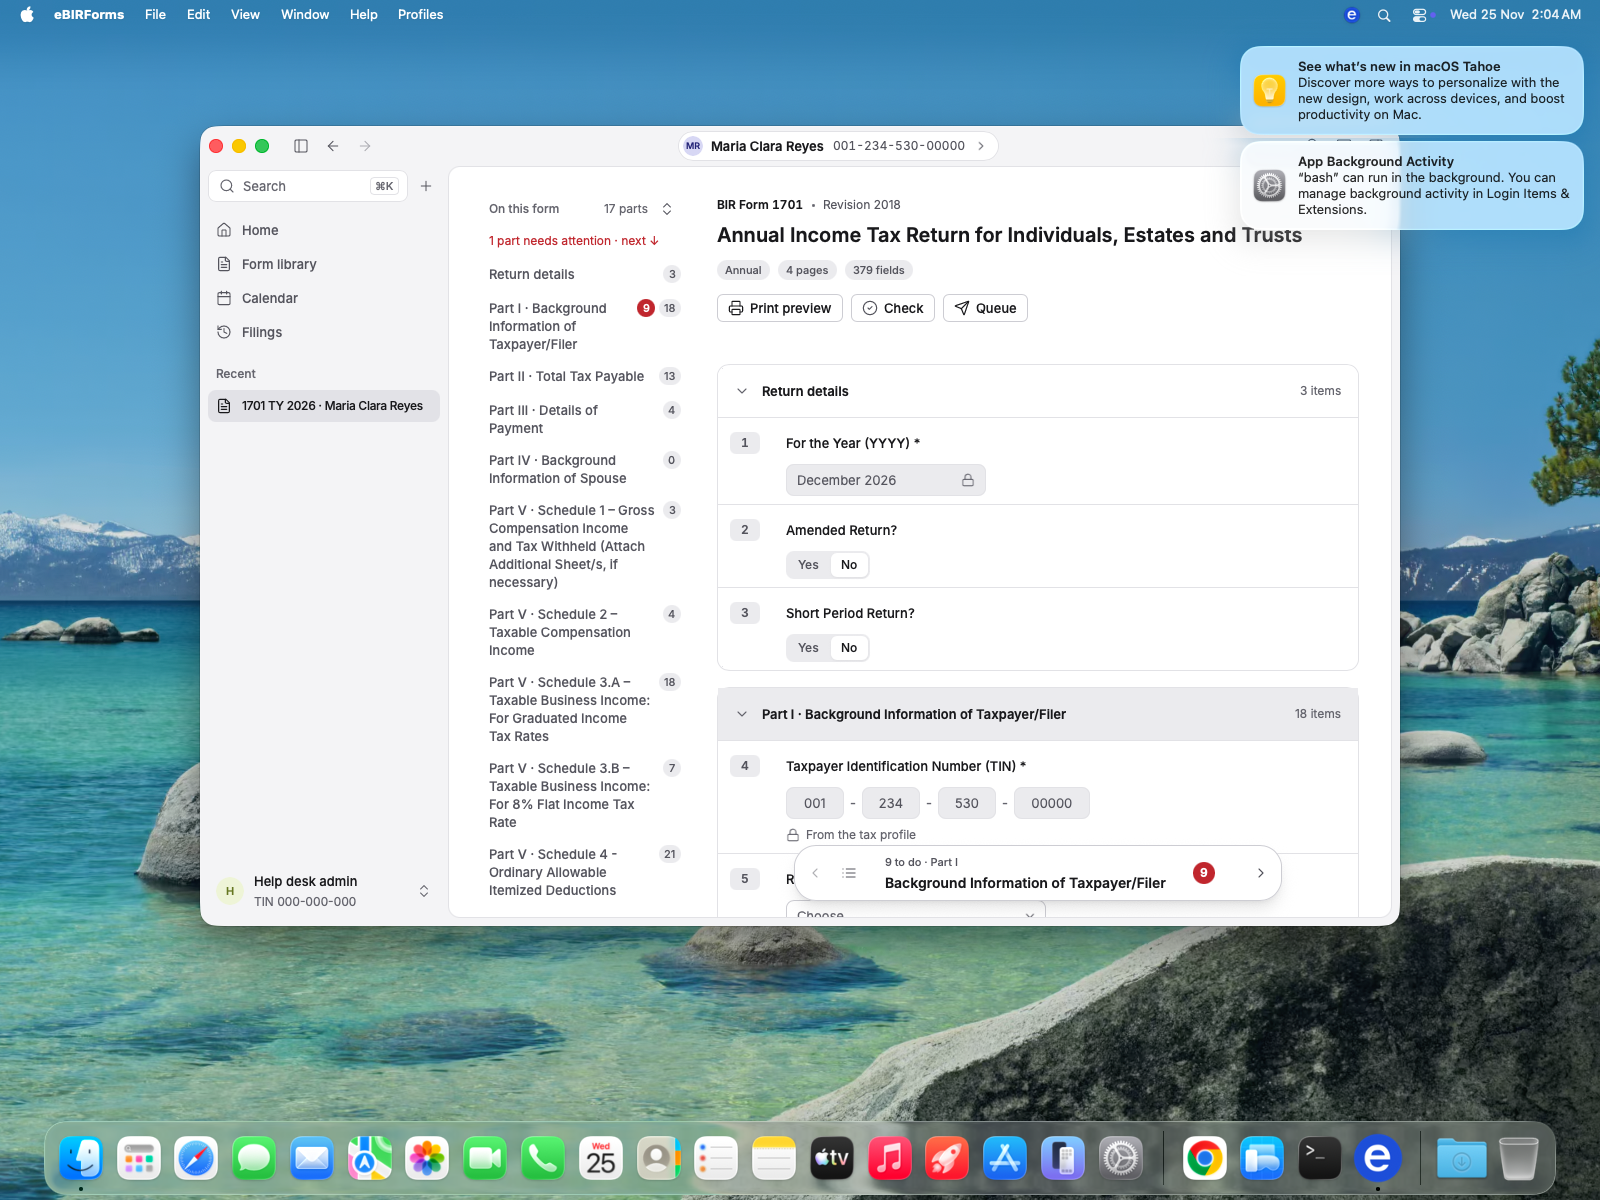 eBIRForms File Edit View Window Help Profiles
e
Wed 25 Nov 2:04 AM
See what's new in macOS Tahoe
Discover more ways to personalize with the
new design, work across devices, and boost
productivity on Mac.
App Background Activity
“bash” can run in the background. You can
manage background activity in Login Items &
Extensions.
MR Maria Clara Reyes 001-234-530-00000
Search ⌘K
Home
Form library
Calendar
Filings
Recent
1701 TY 2026 · Maria Clara Reyes
H
Help desk admin
TIN 000-000-000
On this form 17 parts
1 part needs attention · next ↓
Return details 3
Part I · Background 9 18
Information of
Taxpayer/Filer
Part II · Total Tax Payable 13
Part III · Details of 4
Payment
Part IV · Background 0
Information of Spouse
Part V · Schedule 1 – Gross 3
Compensation Income
and Tax Withheld (Attach
Additional Sheet/s, if
necessary)
Part V · Schedule 2 – 4
Taxable Compensation
Income
Part V · Schedule 3.A – 18
Taxable Business Income:
For Graduated Income
Tax Rates
Part V · Schedule 3.B – 7
Taxable Business Income:
For 8% Flat Income Tax
Rate
Part V · Schedule 4 - 21
Ordinary Allowable
Itemized Deductions
BIR Form 1701 • Revision 2018
Annual Income Tax Return for Individuals, Estates and Trusts
Annual 4 pages 379 fields
Print preview Check Queue
Return details 3 items
1 For the Year (YYYY) *
December 2026
2 Amended Return?
Yes No
3 Short Period Return?
Yes No
Part I · Background Information of Taxpayer/Filer 18 items
4 Taxpayer Identification Number (TIN) *
001 - 234 - 530 - 00000
From the tax profile
5 R
Choose
9 to do · Part I
Background Information of Taxpayer/Filer 9
Wed
25
tv
>_
e